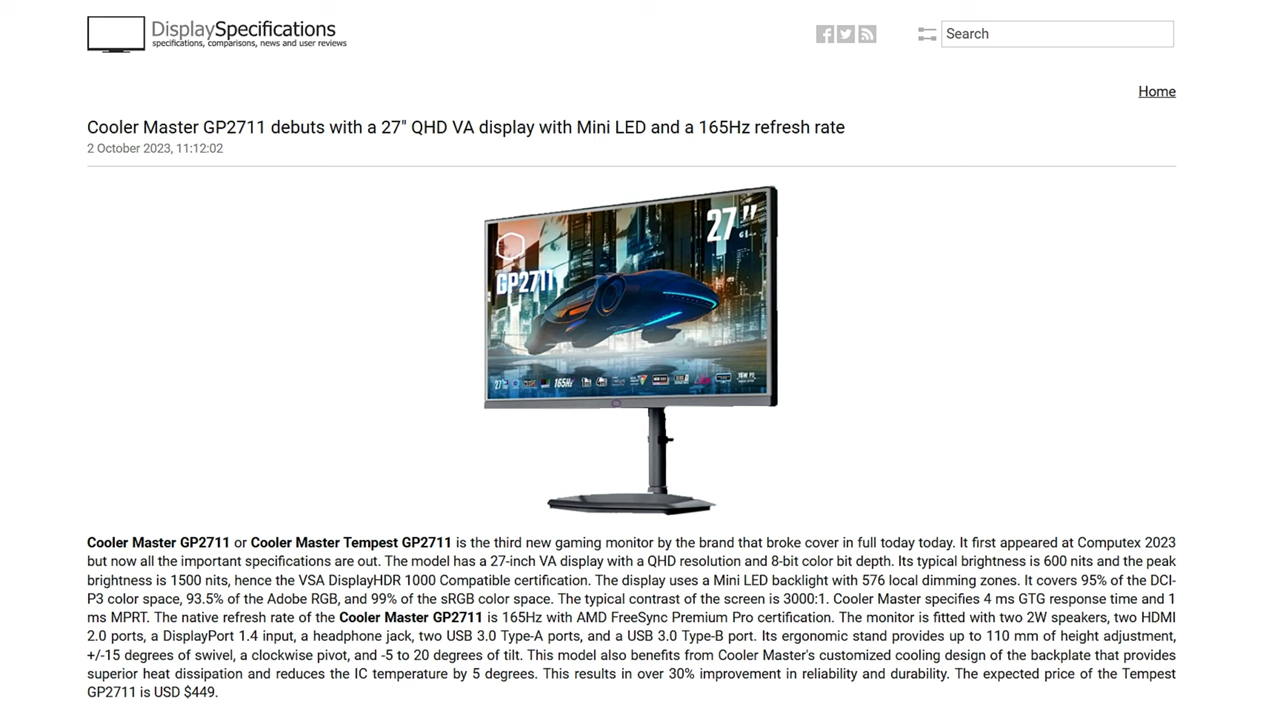 DisplaySpecifications
specifications, comparisons, news and user reviews
Search
Home
Cooler Master GP2711 debuts with a 27" QHD VA display with Mini LED and a 165Hz refresh rate
2 October 2023, 11:12:02
27"
GP2711
27"
165Hz
Cooler Master GP2711 or Cooler Master Tempest GP2711 is the third new gaming monitor by the brand that broke cover in full today today. It first appeared at Computex 2023
but now all the important specifications are out. The model has a 27-inch VA display with a QHD resolution and 8-bit color bit depth. Its typical brightness is 600 nits and the peak
brightness is 1500 nits, hence the VSA DisplayHDR 1000 Compatible certification. The display uses a Mini LED backlight with 576 local dimming zones. It covers 95% of the DCI-
P3 color space, 93.5% of the Adobe RGB, and 99% of the sRGB color space. The typical contrast of the screen is 3000:1. Cooler Master specifies 4 ms GTG response time and 1
ms MPRT. The native refresh rate of the Cooler Master GP2711 is 165Hz with AMD FreeSync Premium Pro certification. The monitor is fitted with two 2W speakers, two HDMI
2.0 ports, a DisplayPort 1.4 input, a headphone jack, two USB 3.0 Type-A ports, and a USB 3.0 Type-B port. Its ergonomic stand provides up to 110 mm of height adjustment,
+/-15 degrees of swivel, a clockwise pivot, and -5 to 20 degrees of tilt. This model also benefits from Cooler Master's customized cooling design of the backplate that provides
superior heat dissipation and reduces the IC temperature by 5 degrees. This results in over 30% improvement in reliability and durability. The expected price of the Tempest
GP2711 is USD $449.